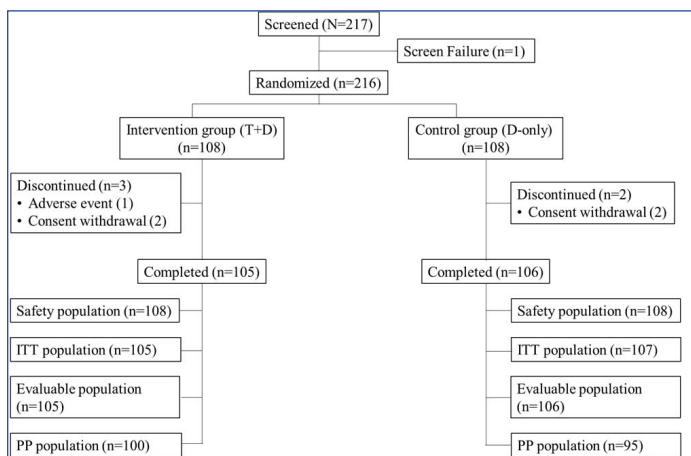 Screened (N=217)
Screen Failure (n=1)
Randomized (n=216)
Intervention group (T+D)
(n=108)
Control group (D-only)
(n=108)
Discontinued (n=3)
• Adverse event (1)
• Consent withdrawal (2)
Discontinued (n=2)
• Consent withdrawal (2)
Completed (n=105)
Completed (n=106)
Safety population (n=108)
Safety population (n=108)
ITT population (n=105)
ITT population (n=107)
Evaluable population
(n=105)
Evaluable population
(n=106)
PP population (n=100)
PP population (n=95)